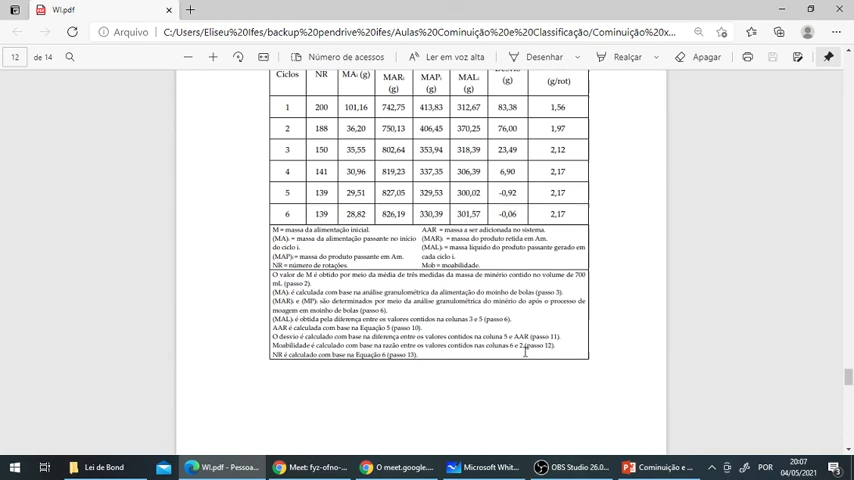 WI.pdf
Arquivo
C:/Users/Eliseu%20Ifes/backup%20pendrive%20ifes/Aulas%20Cominuição%20e%20Classificação/Cominuição%20x...
12 de 14
Número de acessos
Ler em voz alta
Desenhar
Realçar
Apagar
Ciclos NR MAᵢ (g) MARᵢ (g) MAPᵢ (g) MALᵢ (g) (g) (g/rot)
1 200 101,16 742,75 413,83 312,67 83,38 1,56
2 188 36,20 750,13 406,45 370,25 76,00 1,97
3 150 35,55 802,64 353,94 318,39 23,49 2,12
4 141 30,96 819,23 337,35 306,39 6,90 2,17
5 139 29,51 827,05 329,53 300,02 -0,92 2,17
6 139 28,82 826,19 330,39 301,57 -0,06 2,17
M = massa da alimentação inicial.
(MA)ᵢ = massa da alimentação passante no início
do ciclo i.
(MAP)ᵢ= massa do produto passante em Am.
NR = número de rotações.
AAR = massa a ser adicionada no sistema.
(MAR)ᵢ = massa do produto retida em Am.
(MAL)ᵢ = massa líquido do produto passante gerado em
cada ciclo i.
Mob = moabilidade.
O valor de M é obtido por meio da média de três medidas da massa de minério contido no volume de 700
mL (passo 2).
(MA)ᵢ é calculada com base na análise granulométrica da alimentação do moinho de bolas (passo 3).
(MAR)ᵢ e (MP)ᵢ são determinados por meio da análise granulométrica do minério do após o processo de
moagem em moinho de bolas (passo 6).
(MAL)ᵢ é obtida pela diferença entre os valores contidos na colunas 3 e 5 (passo 6).
AAR é calculada com base na Equação 5 (passo 10).
O desvio é calculado com base na diferença entre os valores contidos na coluna 5 e AAR (passo 11).
Moabilidade é calculado com base na razão entre os valores contidos nas colunas 6 e 2 (passo 12).
NR é calculado com base na Equação 6 (passo 13).
Lei de Bond
WI.pdf - Pessoa...
Meet: fyz-ofno-...
O meet.google....
Microsoft Whit...
OBS Studio 26.0...
Cominuição e ...
POR
20:07
04/05/2021
3